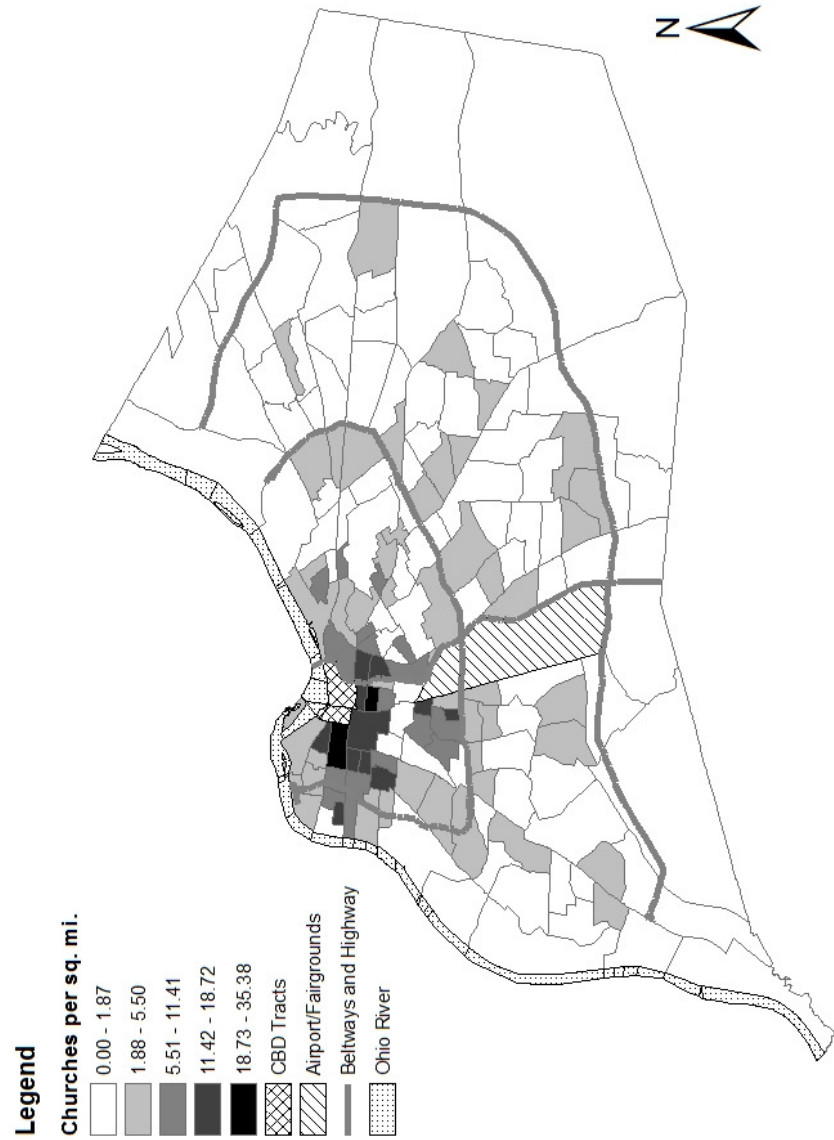 Legend
Churches per sq. mi.
0.00 - 1.87
1.88 - 5.50
5.51 - 11.41
11.42 - 18.72
18.73 - 35.38
CBD Tracts
Airport/Fairgrounds
Beltways and Highway
Ohio River
N